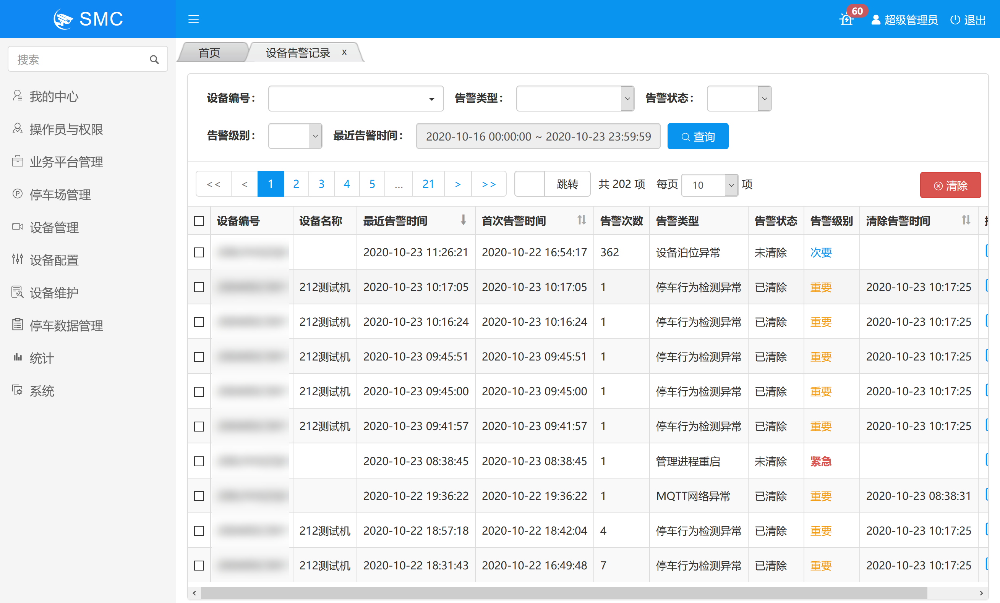 SMC
60 超级管理员 退出
搜索
我的中心
操作员与权限
业务平台管理
停车场管理
设备管理
设备配置
设备维护
停车数据管理
统计
系统
首页 设备告警记录 x
设备编号： 告警类型： 告警状态：
告警级别： 最近告警时间： 2020-10-16 00:00:00 ~ 2020-10-23 23:59:59 查询
<< < 1 2 3 4 5 ... 21 > >> 跳转 共 202 项 每页 10 项 清除
设备编号 设备名称 最近告警时间 首次告警时间 告警次数 告警类型 告警状态 告警级别 清除告警时间
2020-10-23 11:26:21 2020-10-22 16:54:17 362 设备泊位异常 未清除 次要
212测试机 2020-10-23 10:17:05 2020-10-23 10:17:05 1 停车行为检测异常 已清除 重要 2020-10-23 10:17:25
212测试机 2020-10-23 10:16:24 2020-10-23 10:16:24 1 停车行为检测异常 已清除 重要 2020-10-23 10:17:25
212测试机 2020-10-23 09:45:51 2020-10-23 09:45:51 1 停车行为检测异常 已清除 重要 2020-10-23 10:17:25
212测试机 2020-10-23 09:45:00 2020-10-23 09:45:00 1 停车行为检测异常 已清除 重要 2020-10-23 10:17:25
212测试机 2020-10-23 09:41:57 2020-10-23 09:41:57 1 停车行为检测异常 已清除 重要 2020-10-23 10:17:25
2020-10-23 08:38:45 2020-10-23 08:38:45 1 管理进程重启 未清除 紧急
2020-10-22 19:36:22 2020-10-22 19:36:22 1 MQTT网络异常 已清除 重要 2020-10-23 08:38:31
212测试机 2020-10-22 18:57:18 2020-10-22 18:42:04 4 停车行为检测异常 已清除 重要 2020-10-23 10:17:25
212测试机 2020-10-22 18:31:43 2020-10-22 16:49:48 7 停车行为检测异常 已清除 重要 2020-10-23 10:17:25